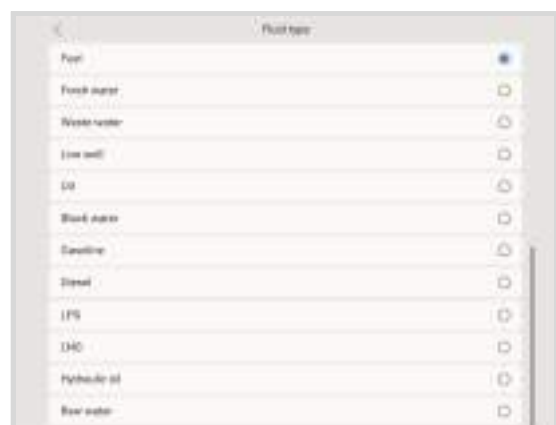 Fluid type
Fuel
Fresh water
Waste water
Live well
Oil
Black water
Gasoline
Diesel
LPG
LNG
Hydraulic oil
Raw water